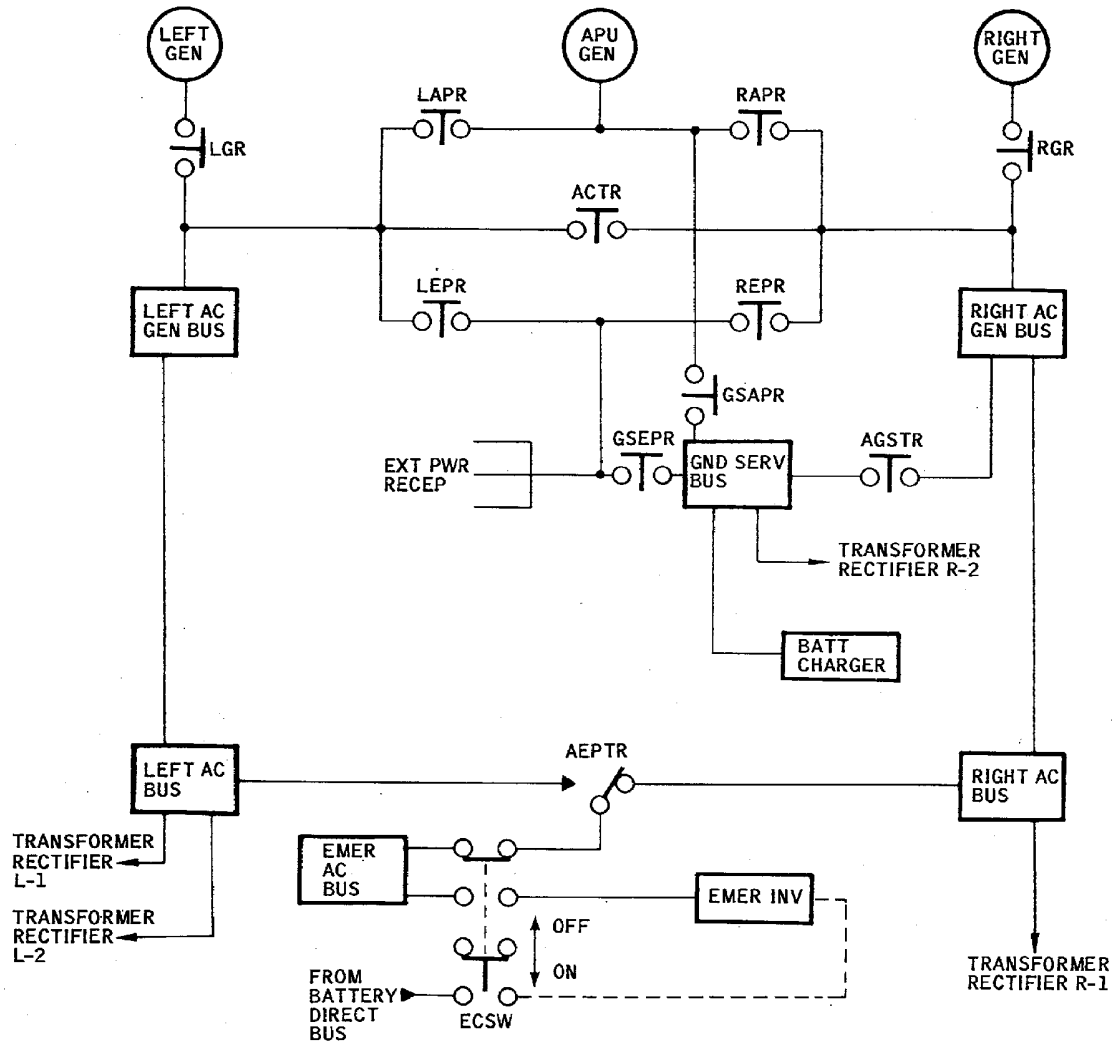 LEFT
GEN
APU
GEN
RIGHT
GEN
LAPR
RAPR
LGR
RGR
ACTR
LEPR
REPR
LEFT AC
GEN BUS
RIGHT AC
GEN BUS
GSAPR
GSEPR
AGSTR
EXT PWR
RECEP
GND SERV
BUS
TRANSFORMER
RECTIFIER R-2
BATT
CHARGER
AEPTR
LEFT AC
BUS
RIGHT AC
BUS
TRANSFORMER
RECTIFIER
L-1
EMER
AC
BUS
EMER INV
TRANSFORMER
RECTIFIER
L-2
OFF
ON
FROM
BATTERY
DIRECT
BUS
ECSW
TRANSFORMER
RECTIFIER R-1